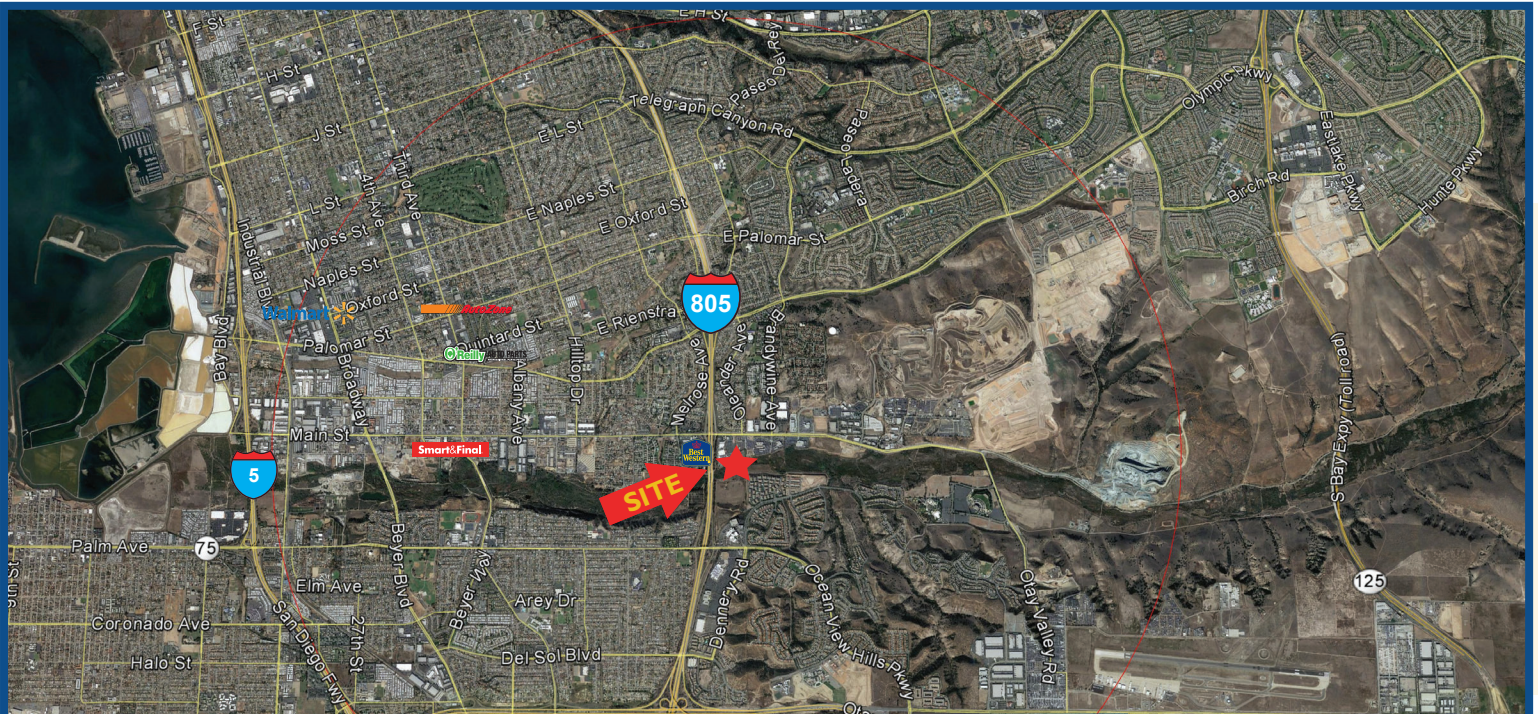 E St
E H St
H St
Paseo Del Rey
Olympic Pkwy
Telegraph Canyon Rd
J St
E L St
Paseo Ladera
Eastlake Pkwy
Third Ave
4th Ave
Hunte Pkwy
Birch Rd
L St
E Naples St
Moss St
E Oxford St
Industrial Blv
E Palomar St
Naples St
Oxford St
805
Walmart
AutoZone
E Rienstra
Quintard St
Palomar St
O'Reilly AUTO PARTS
Bay Blvd
Broadway
Hilltop Dr
Albany Ave
Melrose Ave
Oleander Ave
Brandywine Ave
S Bay Expy (Toll road)
Main St
Smart&Final
Best
Western
5
SITE
Palm Ave
75
9th St
Beyer Blvd
Beyer Way
Elm Ave
Arey Dr
Dennery Rd
Ocean View Hills Pkwy
Otay Valley Rd
125
Coronado Ave
San Diego Fwy
27th St
Halo St
Del Sol Blvd
Ota